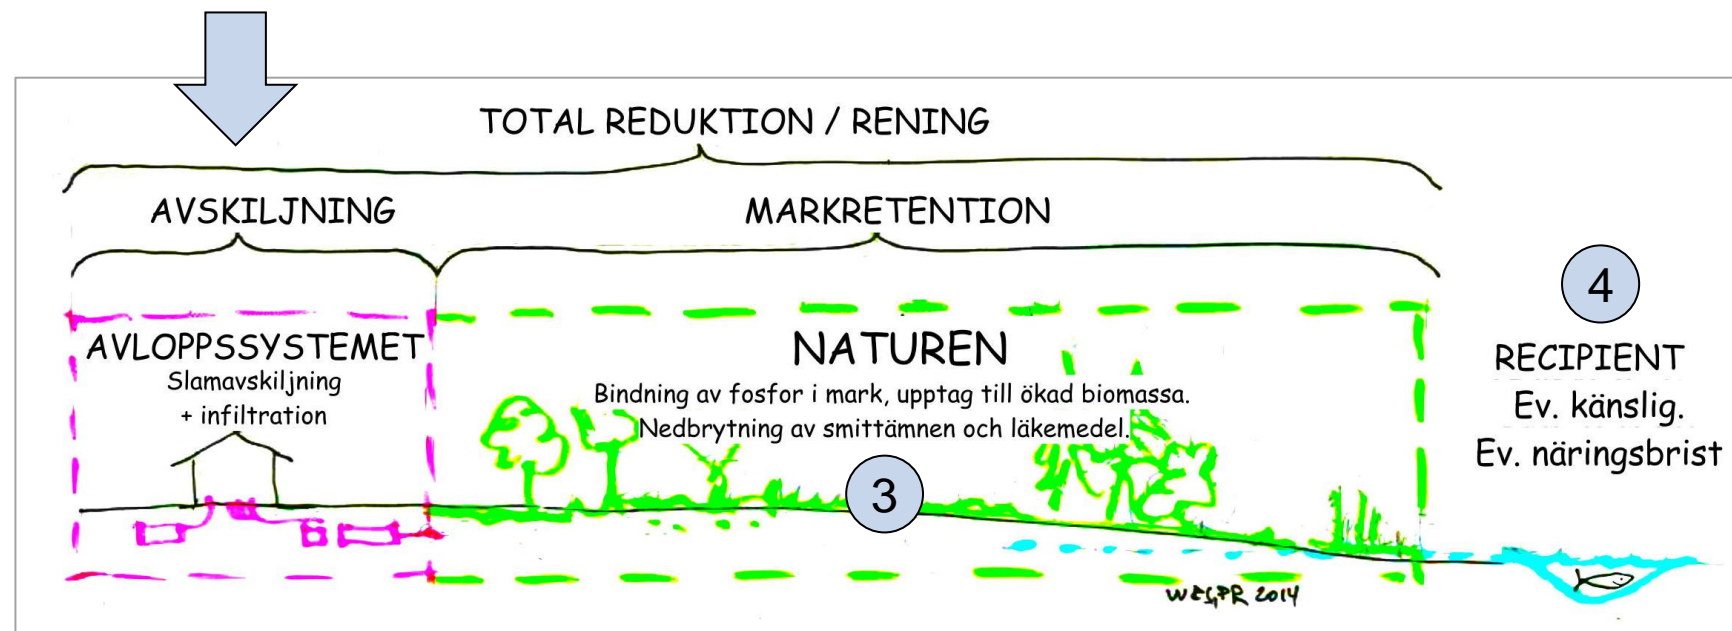 TOTAL REDUKTION / RENING
AVSKILJNING
MARKRETENTION
4
AVLOPPSSYSTEMET
Slamavskiljning
+ infiltration
NATUREN
Bindning av fosfor i mark, upptag till ökad biomassa.
Nedbrytning av smittämnen och läkemedel.
RECIPIENT
Ev. känslig.
Ev. näringsbrist
3
2014